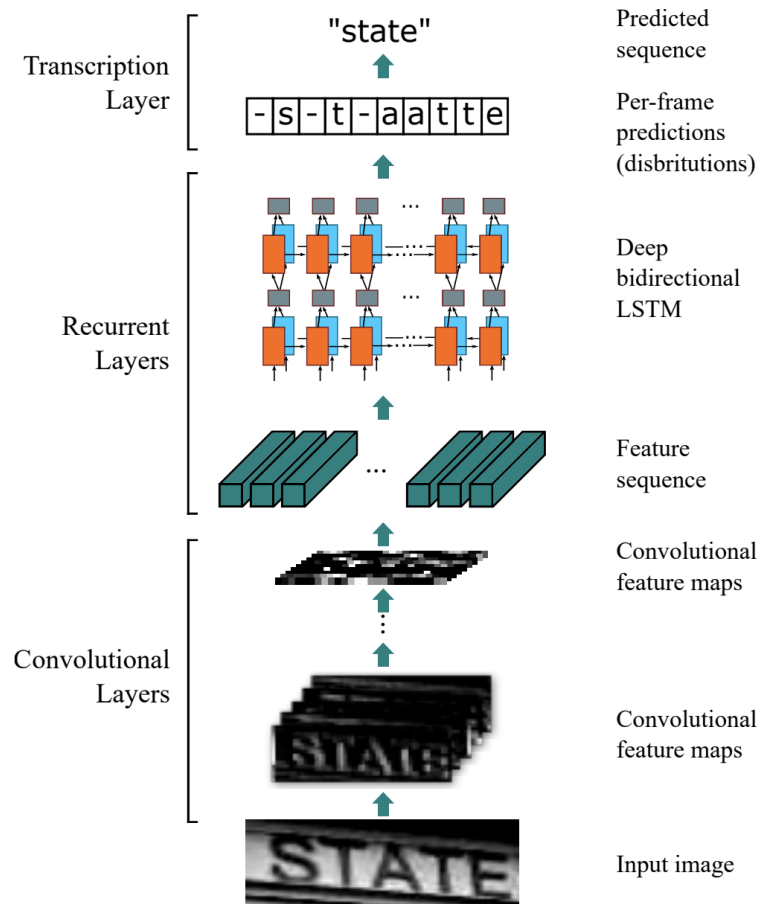 "state"
Predicted
sequence
Transcription
Layer
- s - t - a a t t e
Per-frame
predictions
(disbritutions)
...
...
Deep
bidirectional
LSTM
...
...
...
Recurrent
Layers
...
Feature
sequence
Convolutional
feature maps
...
Convolutional
Layers
STATE
Convolutional
feature maps
STATE
Input image